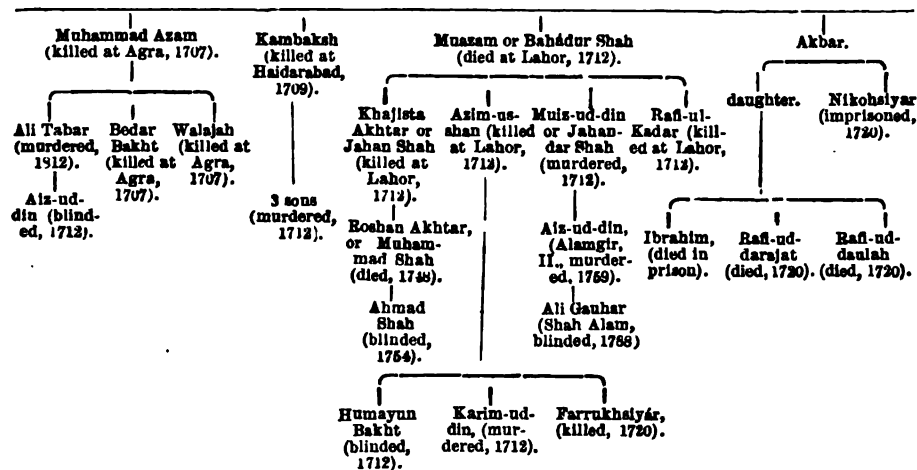 Muhammad Azam
(killed at Agra, 1707).
Kambaksh
(killed at
Haidarabad,
1709).
Muazam or Bahádur Shah
(died at Lahor, 1712).
Akbar.
Ali Tabar
(murdered,
1812).
Bedar
Bakht
(killed at
Agra,
1707).
Walajah
(killed at
Agra,
1707).
Aiz-ud-
din (blind-
ed, 1712).
3 sons
(murdered,
1712).
Khajista
Akhtar or
Jahan Shah
(killed at
Lahor,
1712).
Azim-us-
shan (killed
at Lahor,
1712).
Muiz-ud-din
or Jahan-
dar Shah
(murdered,
1712).
Rafi-ul-
Kadar (kill-
ed at Lahor,
1712).
daughter.
Nikohsiyar
(imprisoned,
1720).
Roshan Akhtar,
or Muham-
mad Shah
(died, 1748).
Aiz-ud-din,
(Alamgir,
II., murder-
ed, 1759).
Ibrahim,
(died in
prison).
Rafi-ud-
darajat
(died, 1720).
Rafi-ud-
daulah
(died, 1720).
Ahmad
Shah
(blinded,
1754).
Ali Gauhar
(Shah Alam,
blinded, 1788)
Humayun
Bakht
(blinded,
1712).
Karim-ud-
din, (mur-
dered, 1712).
Farrukhsiyár,
(killed, 1720).